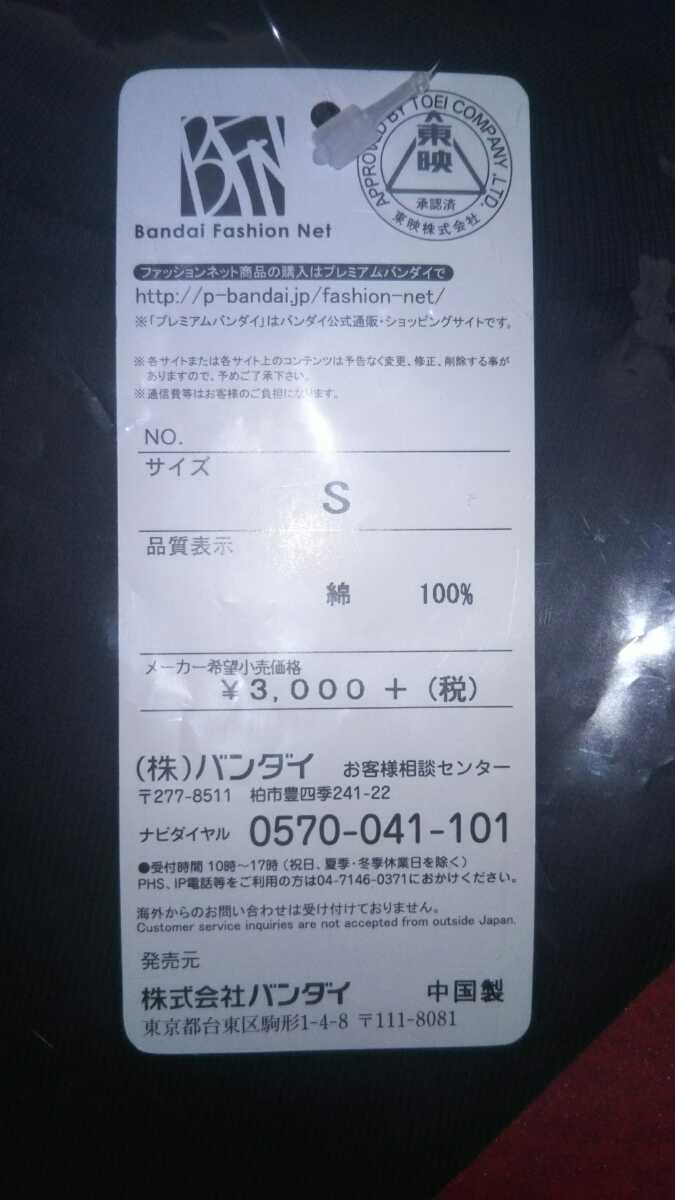 BFN
Bandai Fashion Net
APPROVED BY TOEI COMPANY, LTD.
東映
承認済
東映株式会社
ファッションネット商品の購入はプレミアムバンダイで
http://p-bandai.jp/fashion-net/
※「プレミアムバンダイ」はバンダイ公式通販・ショッピングサイトです。
※各サイトまたは各サイト上のコンテンツは予告なく変更、修正、削除する事が
ありますので、予めご了承下さい。
※通信費等はお客様のご負担になります。
NO.
サイズ
S
品質表示
綿 100%
メーカー希望小売価格
¥3,000+(税)
(株)バンダイ お客様相談センター
〒277-8511 柏市豊四季241-22
ナビダイヤル 0570-041-101
●受付時間 10時~17時(祝日、夏季・冬季休業日を除く)
PHS、IP電話等をご利用の方は04-7146-0371におかけください。
海外からのお問い合わせは受け付けておりません。
Customer service inquiries are not accepted from outside Japan.
発売元
株式会社バンダイ 中国製
東京都台東区駒形1-4-8 〒111-8081